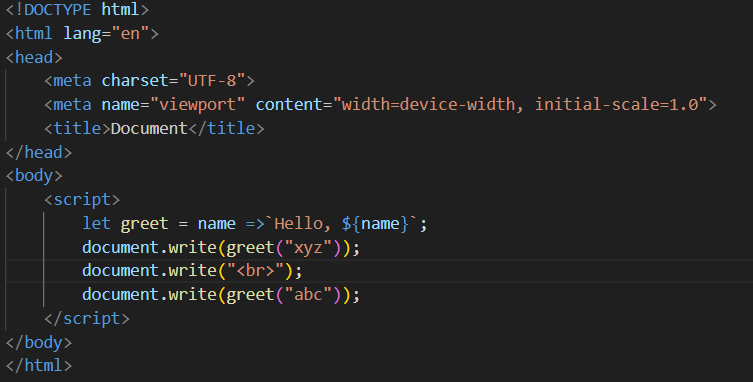 <!DOCTYPE html>
<html lang="en">
<head>
    <meta charset="UTF-8">
    <meta name="viewport" content="width=device-width, initial-scale=1.0">
    <title>Document</title>
</head>
<body>
    <script>
        let greet = name =>`Hello, ${name}`;
        document.write(greet("xyz"));
        document.write("<br>");
        document.write(greet("abc"));
    </script>
</body>
</html>